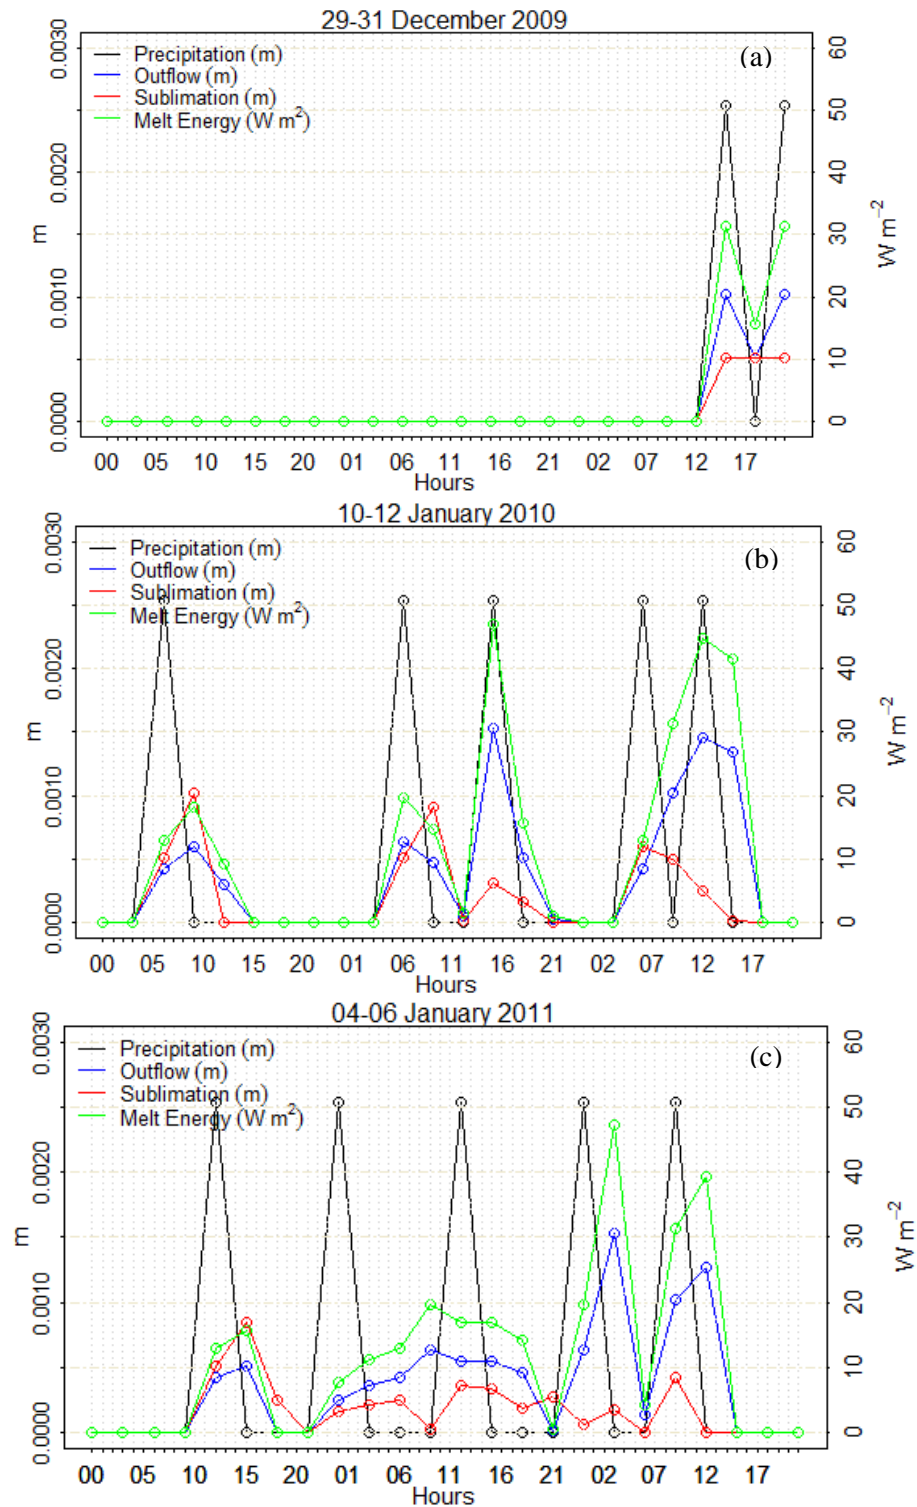 29-31 December 2009
(a)
Precipitation (m)
Outflow (m)
Sublimation (m)
Melt Energy (W m²)
0.0000 0.0010 0.0020 0.0030
m
0 10 20 30 40 50 60
W m⁻²
00 05 10 15 20 01 06 11 16 21 02 07 12 17
Hours
10-12 January 2010
(b)
Precipitation (m)
Outflow (m)
Sublimation (m)
Melt Energy (W m²)
0.0000 0.0010 0.0020 0.0030
m
0 10 20 30 40 50 60
W m⁻²
00 05 10 15 20 01 06 11 16 21 02 07 12 17
Hours
04-06 January 2011
(c)
Precipitation (m)
Outflow (m)
Sublimation (m)
Melt Energy (W m²)
0.0000 0.0010 0.0020 0.0030
m
0 10 20 30 40 50 60
W m⁻²
00 05 10 15 20 01 06 11 16 21 02 07 12 17
Hours